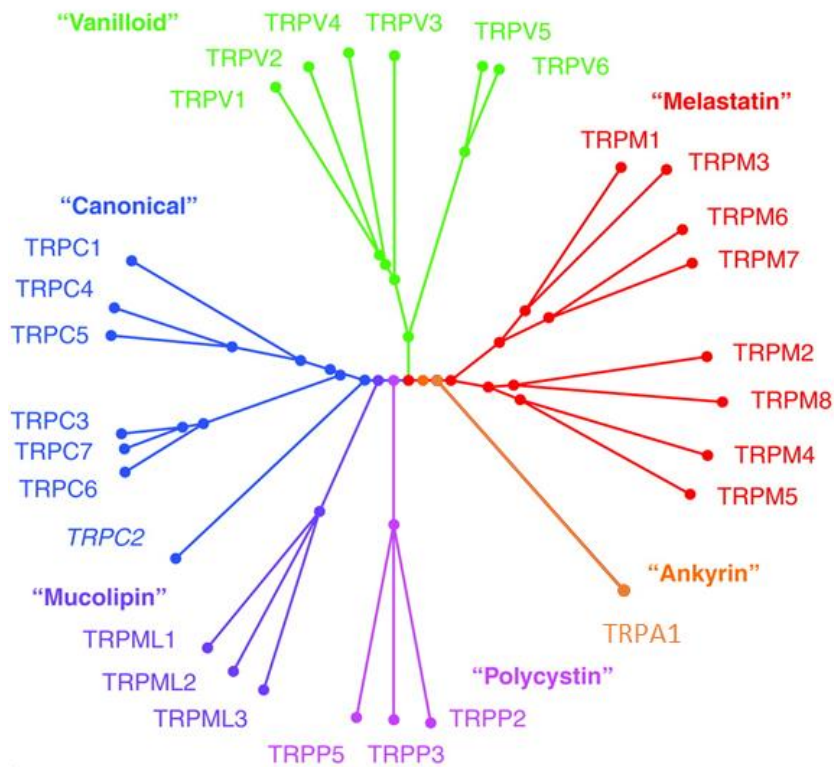 “Vanilloid”
TRPV4
TRPV3
TRPV5
TRPV2
TRPV6
TRPV1
“Melastatin”
TRPM1
TRPM3
TRPM6
TRPM7
TRPM2
TRPM8
TRPM4
TRPM5
“Canonical”
TRPC1
TRPC4
TRPC5
TRPC3
TRPC7
TRPC6
TRPC2
“Ankyrin”
TRPA1
“Mucolipin”
TRPML1
TRPML2
TRPML3
“Polycystin”
TRPP2
TRPP5
TRPP3